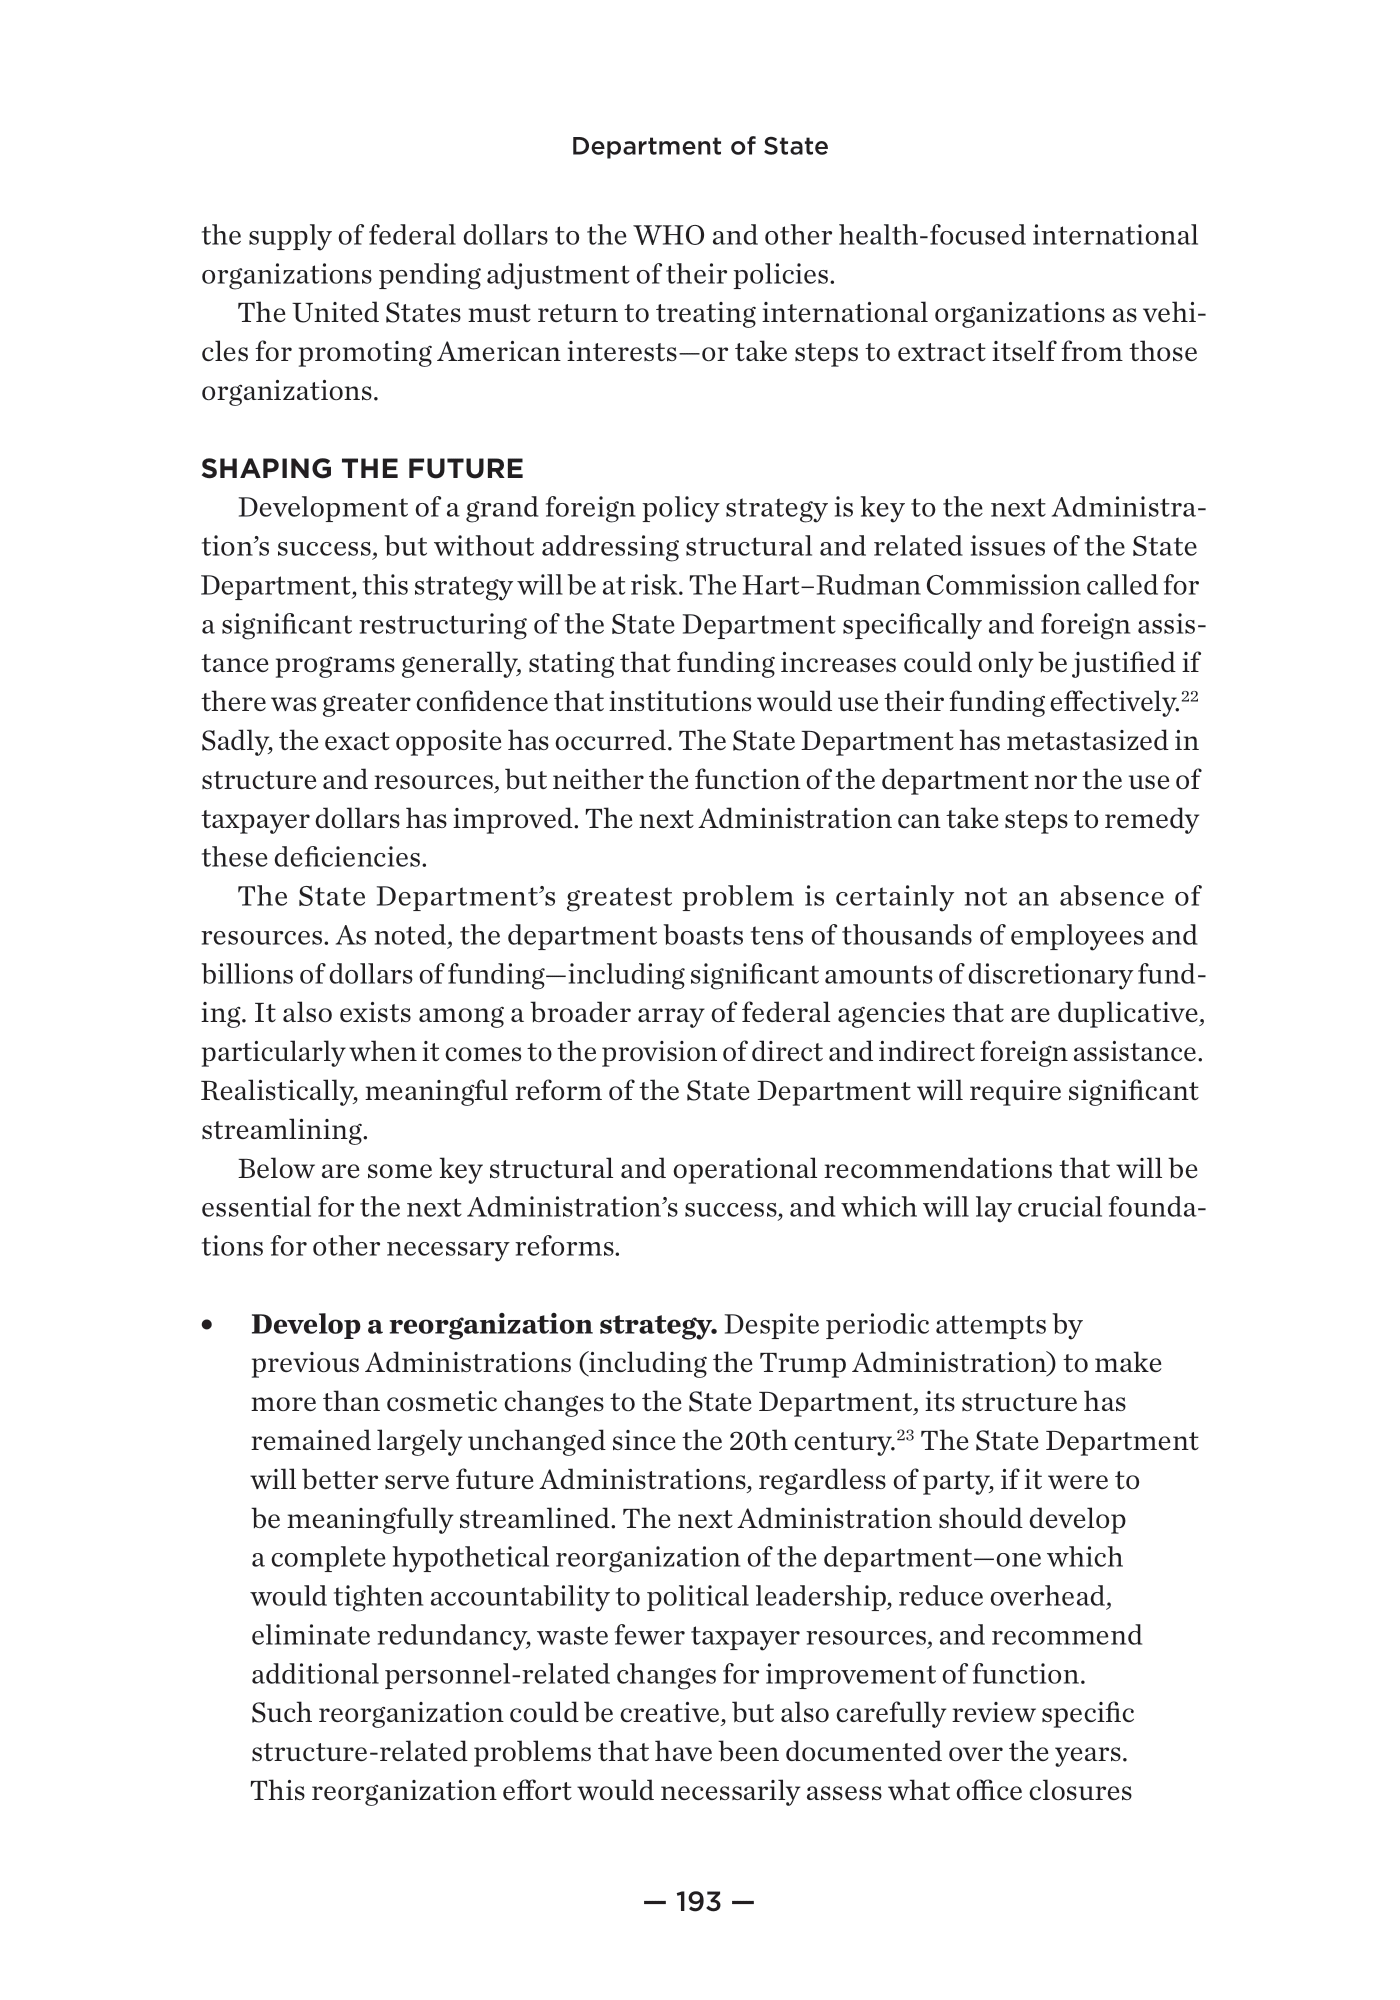 Department of State
the supply of federal dollars to the WHO and other health-focused international
organizations pending adjustment of their policies.
The United States must return to treating international organizations as vehi-
cles for promoting American interests—or take steps to extract itself from those
organizations.
SHAPING THE FUTURE
Development of a grand foreign policy strategy is key to the next Administra-
tion’s success, but without addressing structural and related issues of the State
Department, this strategy will be at risk. The Hart–Rudman Commission called for
a significant restructuring of the State Department specifically and foreign assis-
tance programs generally, stating that funding increases could only be justified if
there was greater confidence that institutions would use their funding effectively.²²
Sadly, the exact opposite has occurred. The State Department has metastasized in
structure and resources, but neither the function of the department nor the use of
taxpayer dollars has improved. The next Administration can take steps to remedy
these deficiencies.
The State Department’s greatest problem is certainly not an absence of
resources. As noted, the department boasts tens of thousands of employees and
billions of dollars of funding—including significant amounts of discretionary fund-
ing. It also exists among a broader array of federal agencies that are duplicative,
particularly when it comes to the provision of direct and indirect foreign assistance.
Realistically, meaningful reform of the State Department will require significant
streamlining.
Below are some key structural and operational recommendations that will be
essential for the next Administration’s success, and which will lay crucial founda-
tions for other necessary reforms.
• Develop a reorganization strategy. Despite periodic attempts by
previous Administrations (including the Trump Administration) to make
more than cosmetic changes to the State Department, its structure has
remained largely unchanged since the 20th century.²³ The State Department
will better serve future Administrations, regardless of party, if it were to
be meaningfully streamlined. The next Administration should develop
a complete hypothetical reorganization of the department—one which
would tighten accountability to political leadership, reduce overhead,
eliminate redundancy, waste fewer taxpayer resources, and recommend
additional personnel-related changes for improvement of function.
Such reorganization could be creative, but also carefully review specific
structure-related problems that have been documented over the years.
This reorganization effort would necessarily assess what office closures
— 193 —